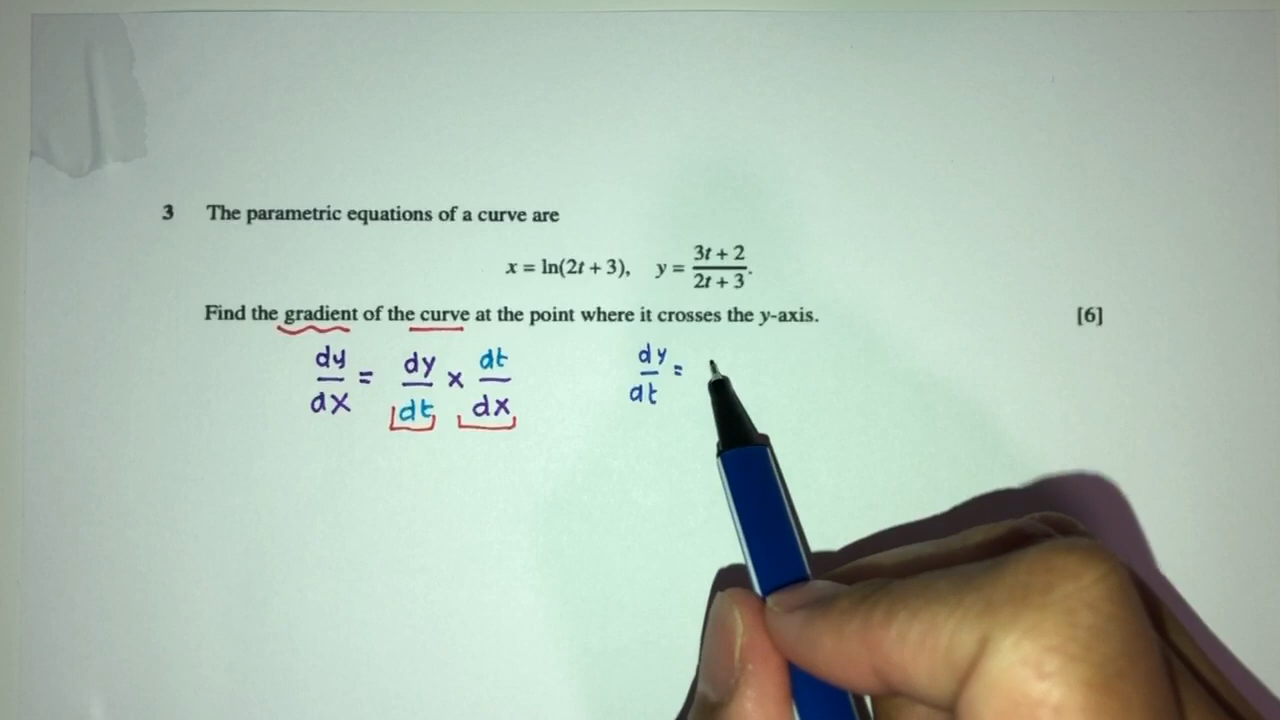 3 The parametric equations of a curve are
x = ln(2t + 3), y = (3t + 2)/(2t + 3).
Find the gradient of the curve at the point where it crosses the y-axis. [6]
dy/dx = dy/dt × dt/dx dy/dt =